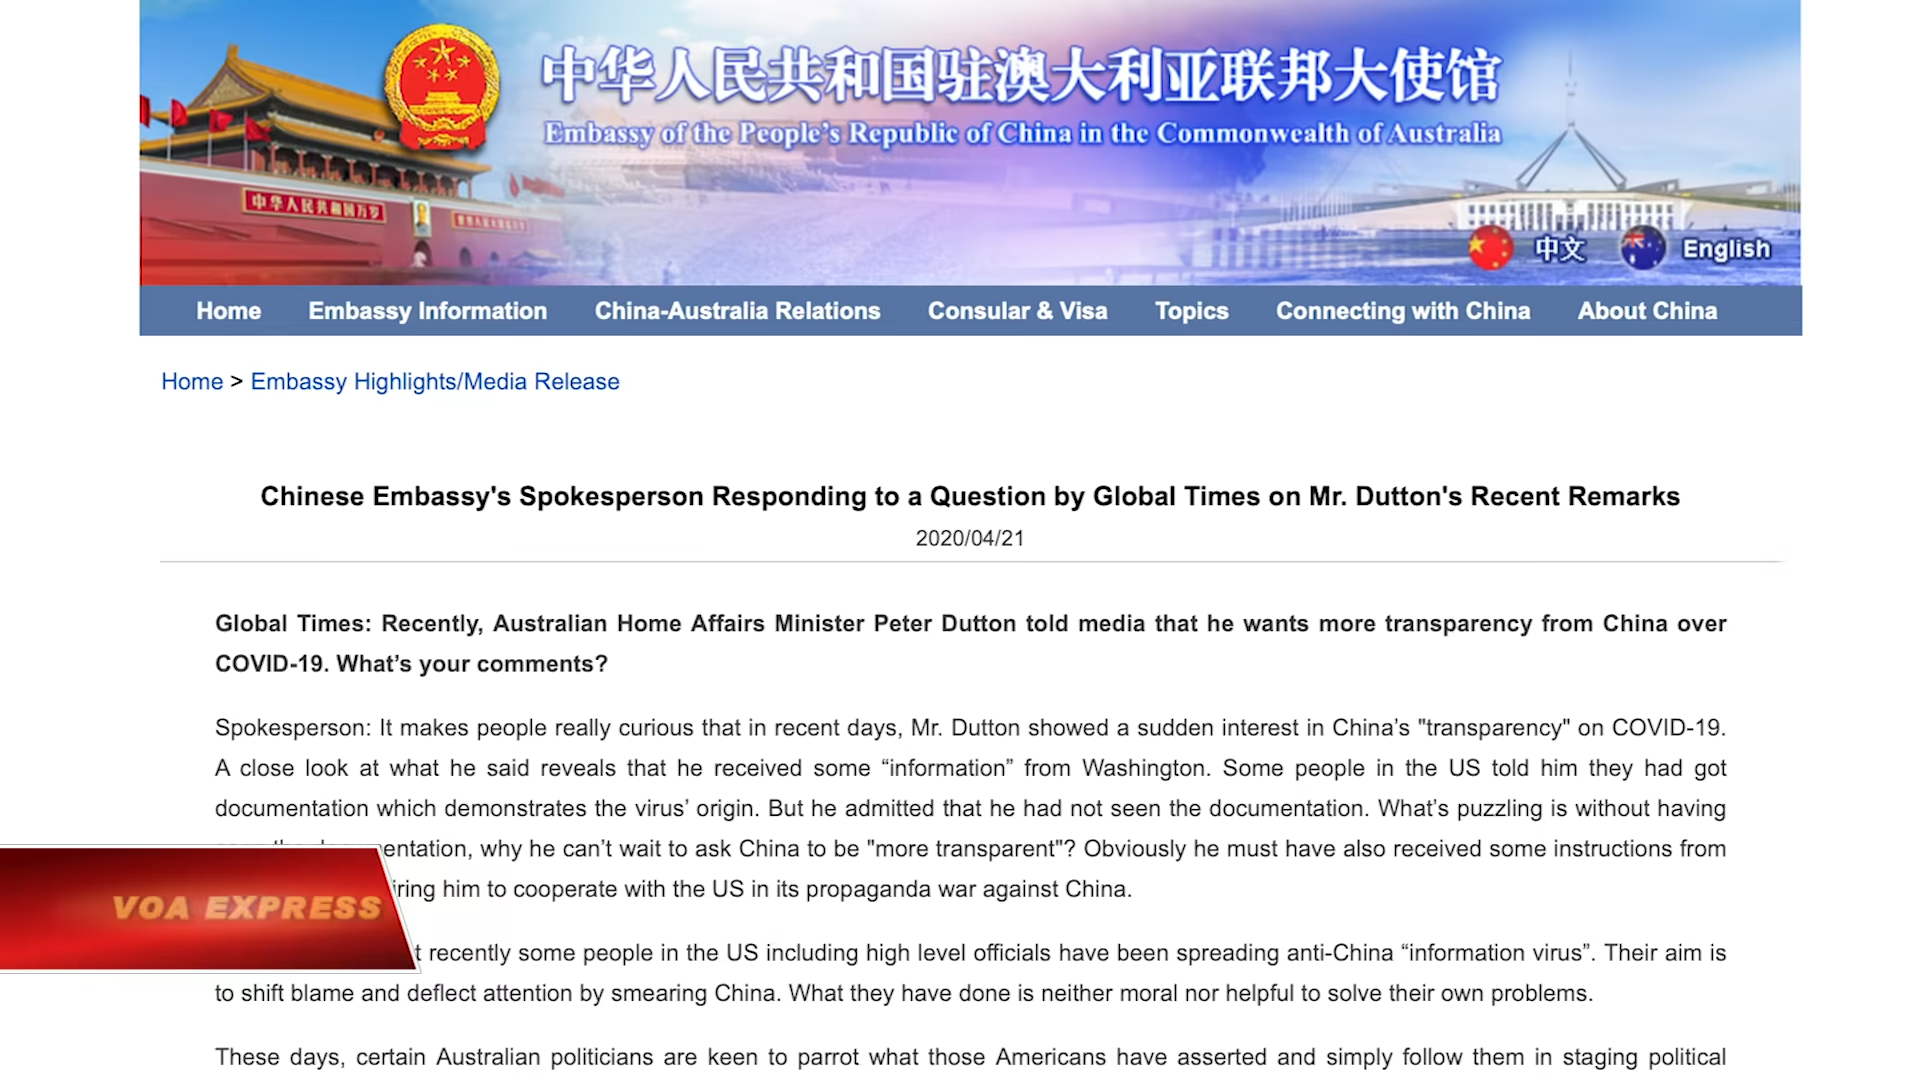 中华人民共和国驻澳大利亚联邦大使馆
Embassy of the People's Republic of China in the Commonwealth of Australia
中华人民共和国万岁
中文 English
Home Embassy Information China-Australia Relations Consular & Visa Topics Connecting with China About China
Home > Embassy Highlights/Media Release
Chinese Embassy's Spokesperson Responding to a Question by Global Times on Mr. Dutton's Recent Remarks
2020/04/21
Global Times: Recently, Australian Home Affairs Minister Peter Dutton told media that he wants more transparency from China over
COVID-19. What’s your comments?
Spokesperson: It makes people really curious that in recent days, Mr. Dutton showed a sudden interest in China’s "transparency" on COVID-19.
A close look at what he said reveals that he received some “information” from Washington. Some people in the US told him they had got
documentation which demonstrates the virus’ origin. But he admitted that he had not seen the documentation. What’s puzzling is without having
entation, why he can’t wait to ask China to be "more transparent"? Obviously he must have also received some instructions from
iring him to cooperate with the US in its propaganda war against China.
VOA EXPRESS
t recently some people in the US including high level officials have been spreading anti-China “information virus”. Their aim is
to shift blame and deflect attention by smearing China. What they have done is neither moral nor helpful to solve their own problems.
These days, certain Australian politicians are keen to parrot what those Americans have asserted and simply follow them in staging political